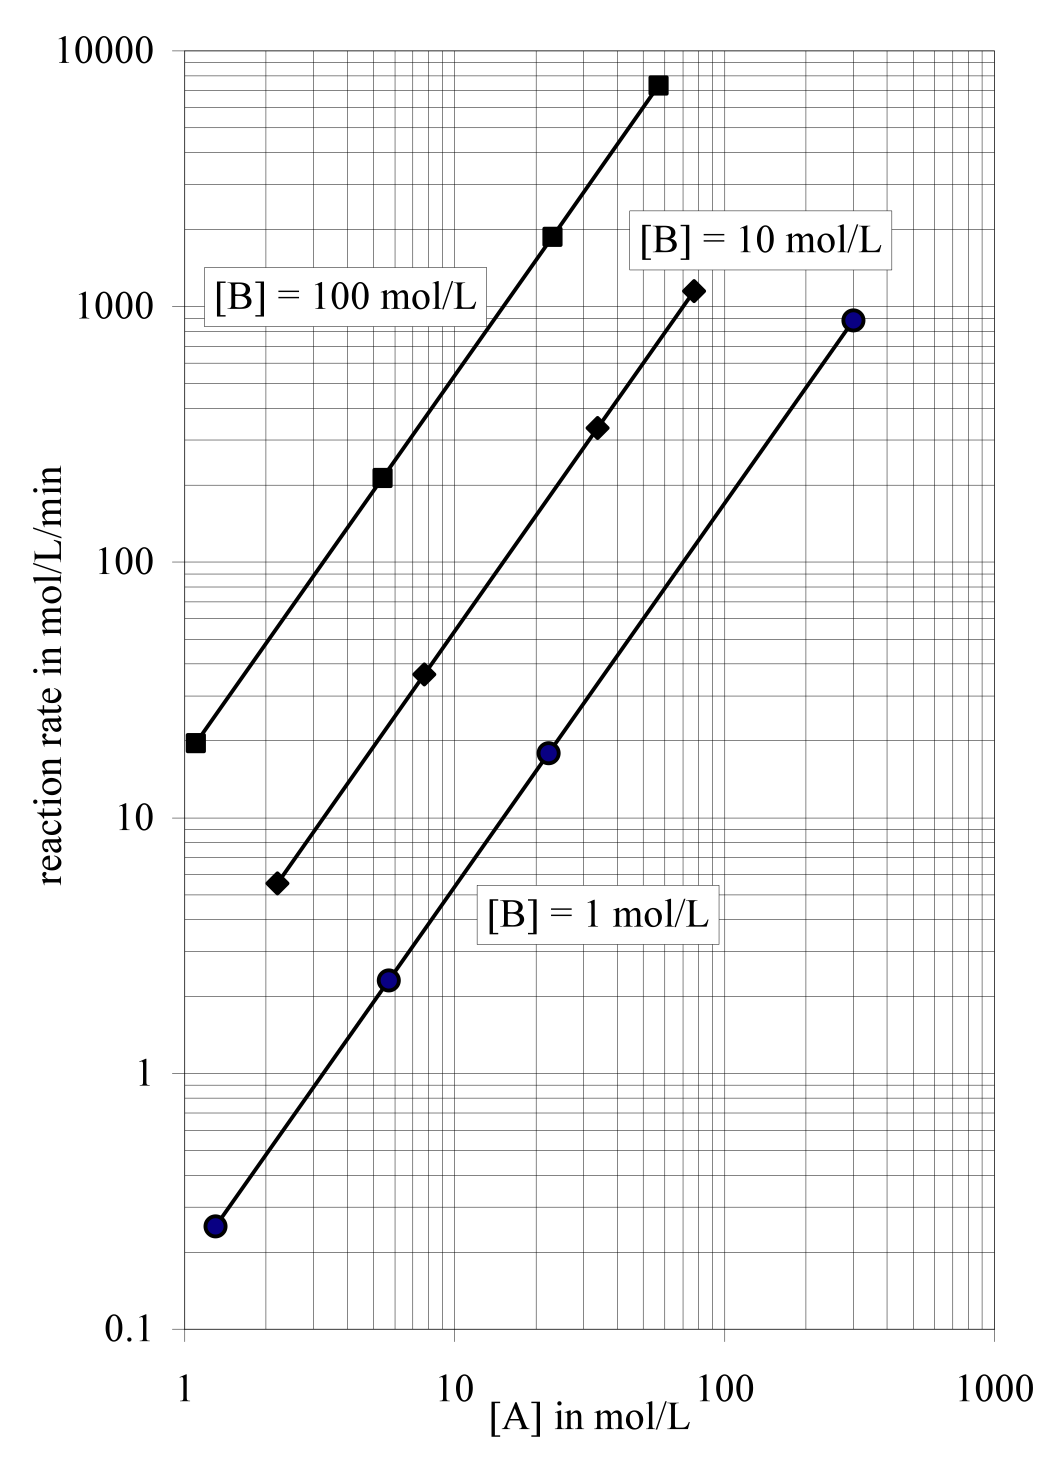 10000
[B] = 10 mol/L
[B] = 100 mol/L
1000
reaction rate in mol/L/min
100
10
[B] = 1 mol/L
1
0.1
1 10 100 1000
[A] in mol/L